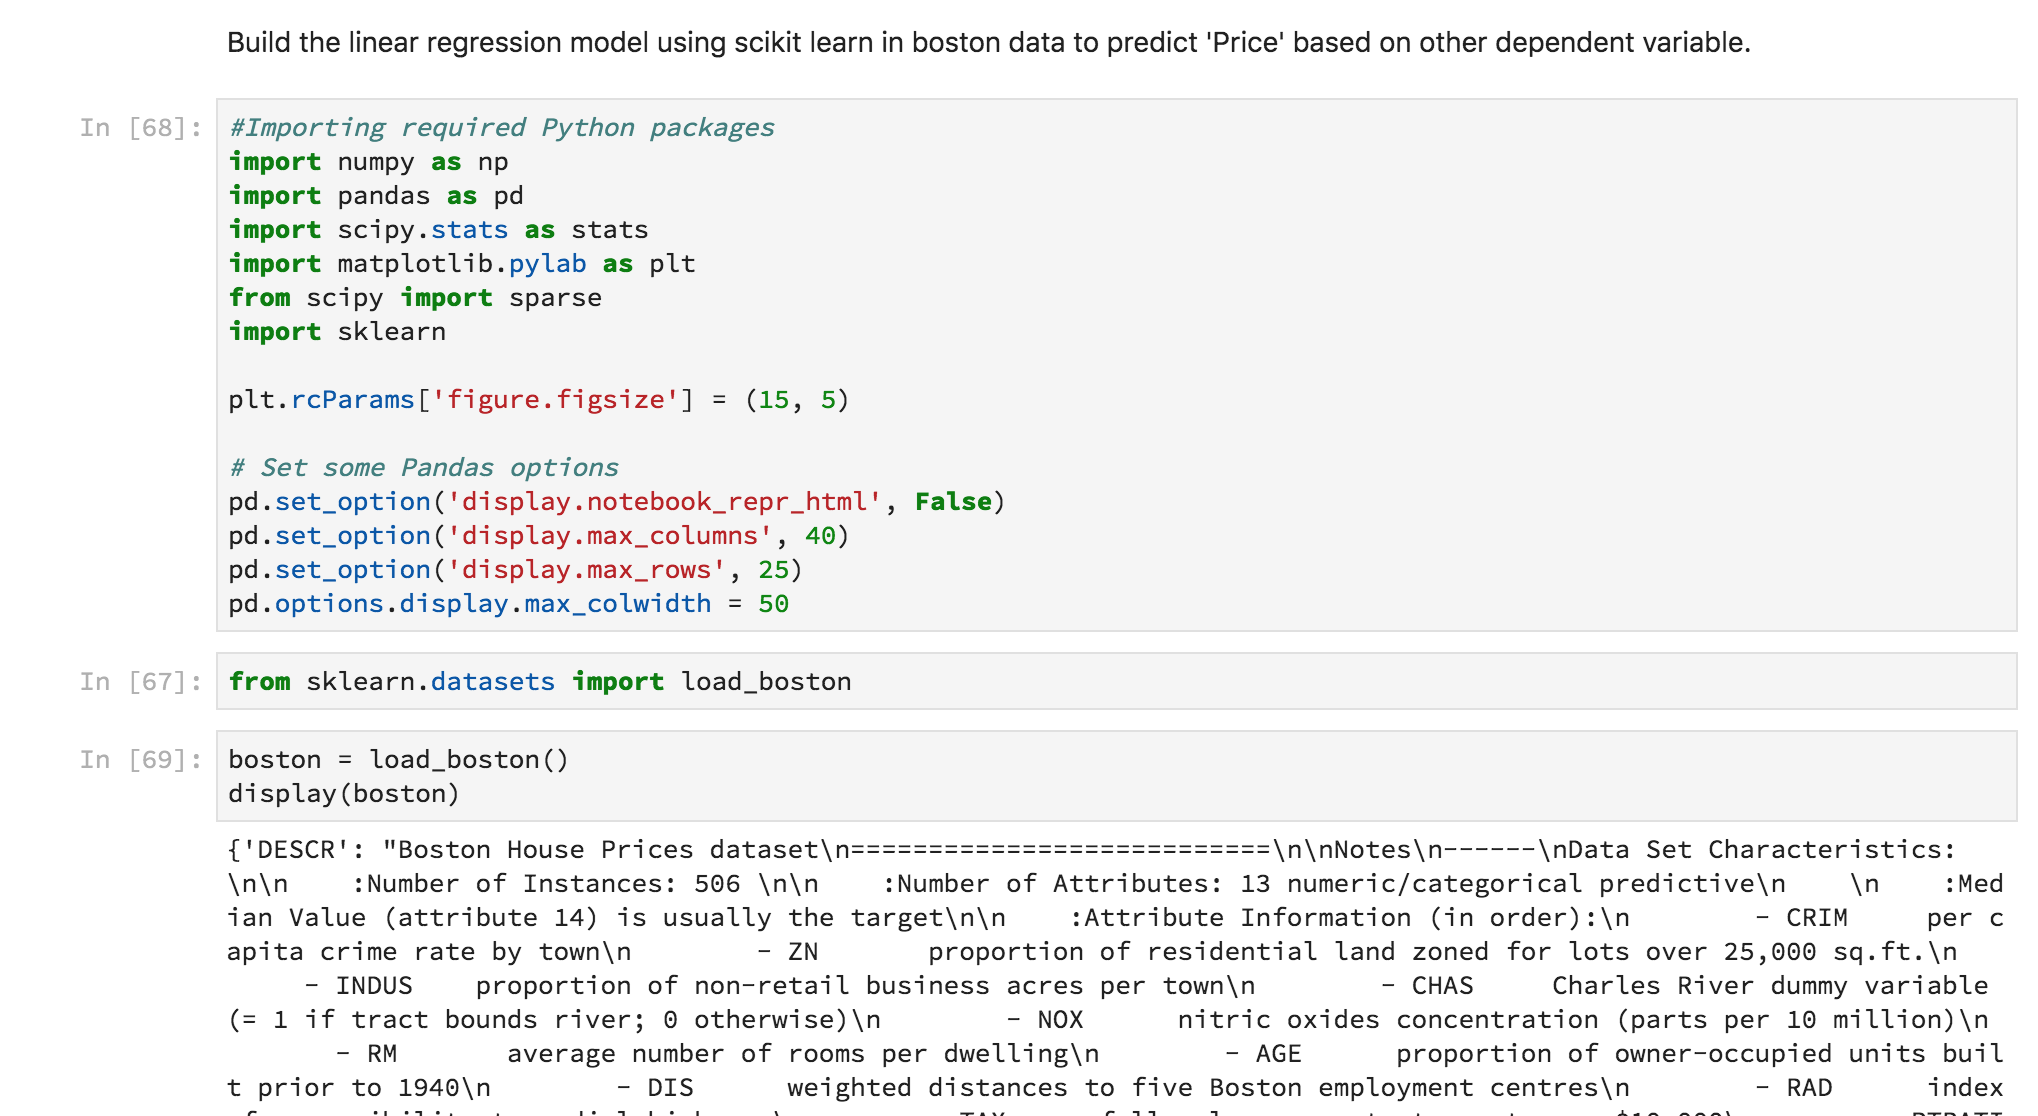 Build the linear regression model using scikit learn in boston data to predict 'Price' based on other dependent variable.
In [68]: #Importing required Python packages
import numpy as np
import pandas as pd
import scipy.stats as stats
import matplotlib.pylab as plt
from scipy import sparse
import sklearn
plt.rcParams['figure.figsize'] = (15, 5)
# Set some Pandas options
pd.set_option('display.notebook_repr_html', False)
pd.set_option('display.max_columns', 40)
pd.set_option('display.max_rows', 25)
pd.options.display.max_colwidth = 50
In [67]: from sklearn.datasets import load_boston
In [69]: boston = load_boston()
display(boston)
{'DESCR': "Boston House Prices dataset\n===========================\n\nNotes\n------\nData Set Characteristics:
\n\n    :Number of Instances: 506 \n\n    :Number of Attributes: 13 numeric/categorical predictive\n    \n    :Med
ian Value (attribute 14) is usually the target\n\n    :Attribute Information (in order):\n        - CRIM     per c
apita crime rate by town\n        - ZN       proportion of residential land zoned for lots over 25,000 sq.ft.\n
     - INDUS    proportion of non-retail business acres per town\n        - CHAS     Charles River dummy variable
(= 1 if tract bounds river; 0 otherwise)\n        - NOX      nitric oxides concentration (parts per 10 million)\n
       - RM       average number of rooms per dwelling\n        - AGE      proportion of owner-occupied units buil
t prior to 1940\n        - DIS      weighted distances to five Boston employment centres\n        - RAD      index